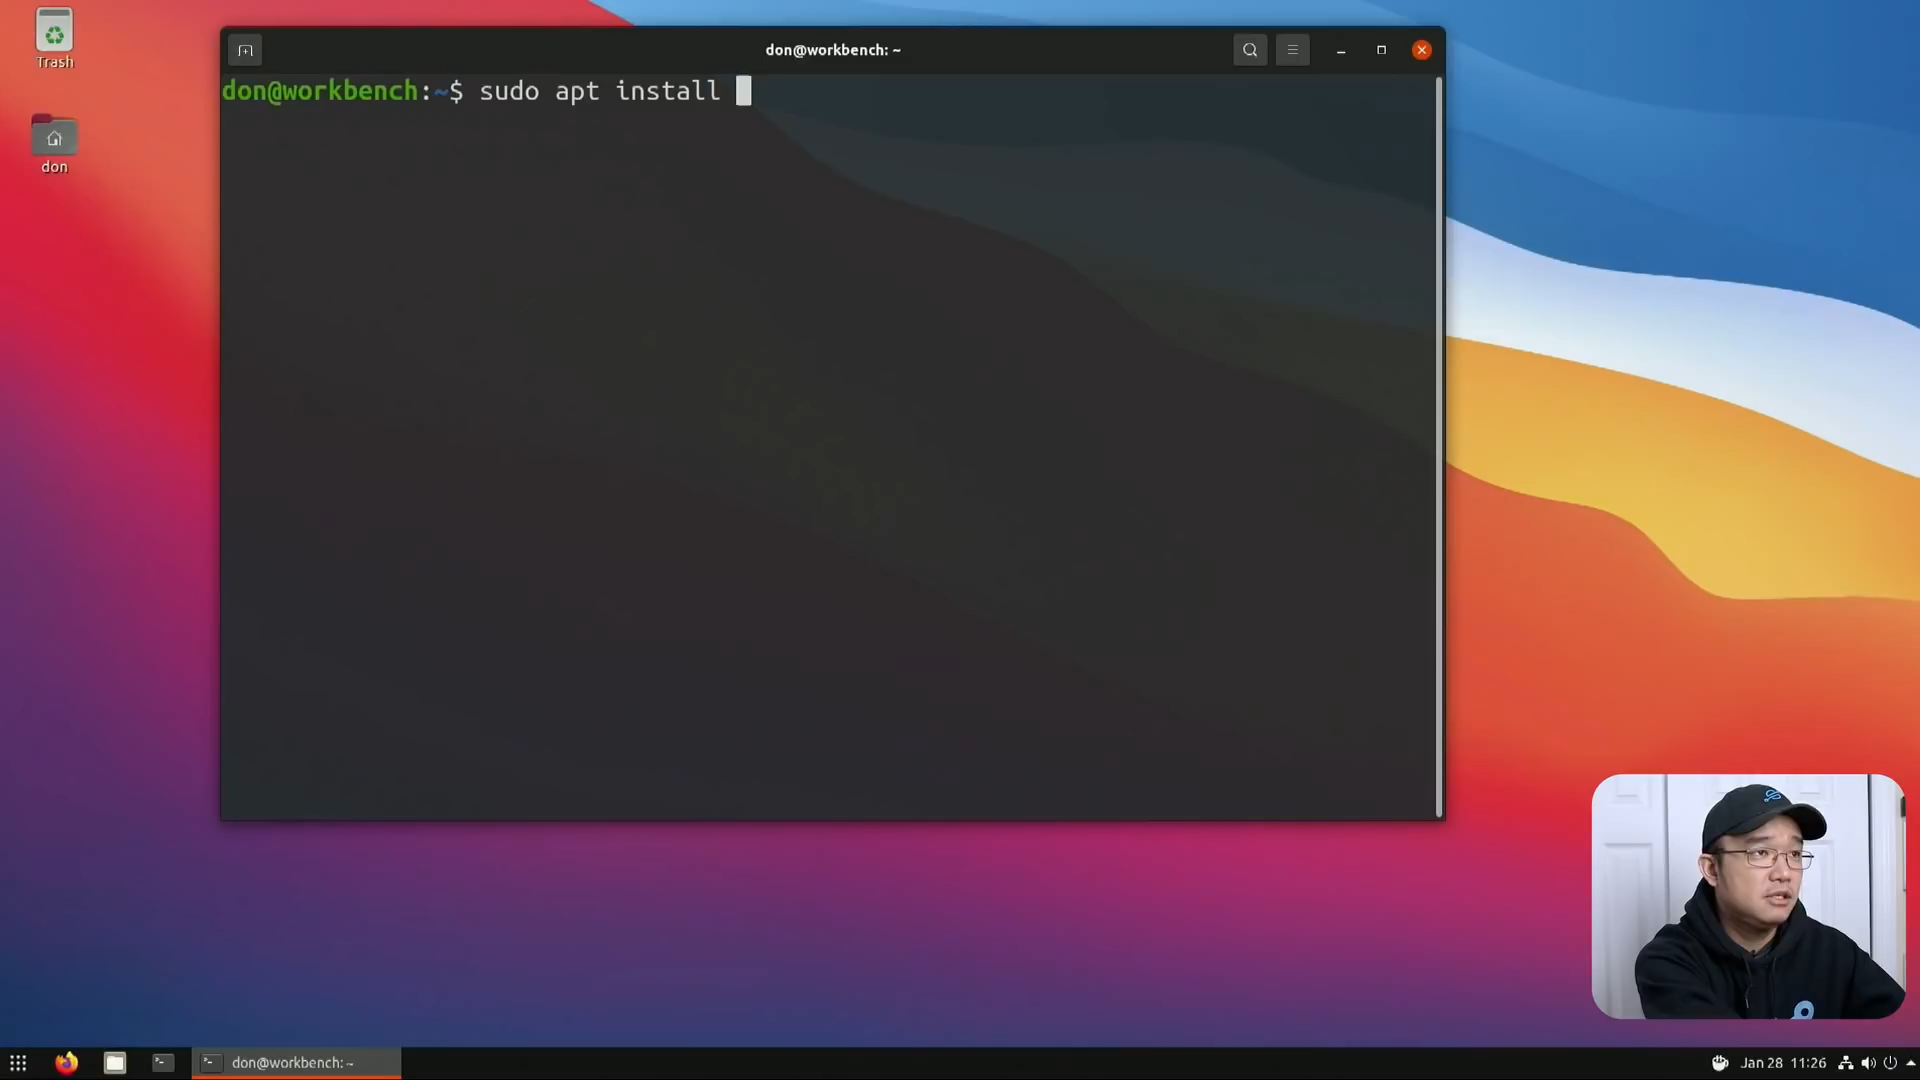 Trash
don
don@workbench: ~
don@workbench:~$ sudo apt install
don@workbench: ~
Jan 28 11:26